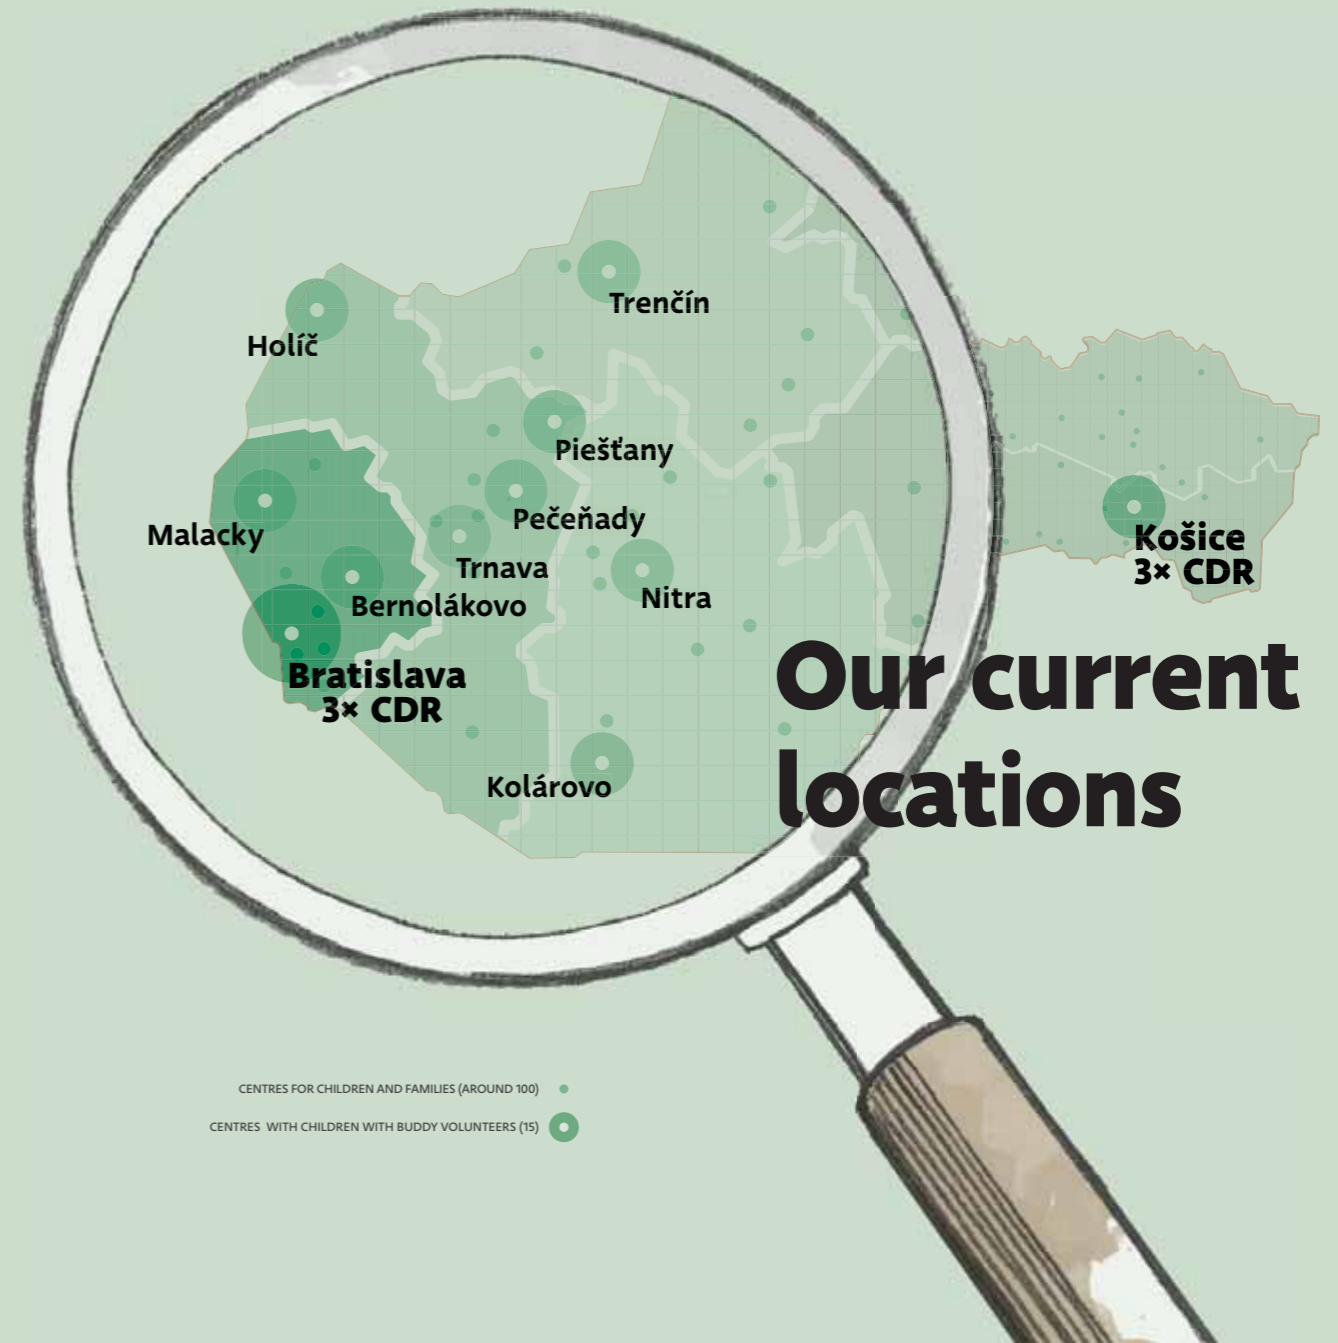 Trenčín
Holíč
Piešťany
Pečeňady
Malacky
Košice
3× CDR
Trnava
Bernolákovo
Nitra
Bratislava
3× CDR
Our current
locations
Kolárovo
CENTRES FOR CHILDREN AND FAMILIES (AROUND 100)
CENTRES WITH CHILDREN WITH BUDDY VOLUNTEERS (15)